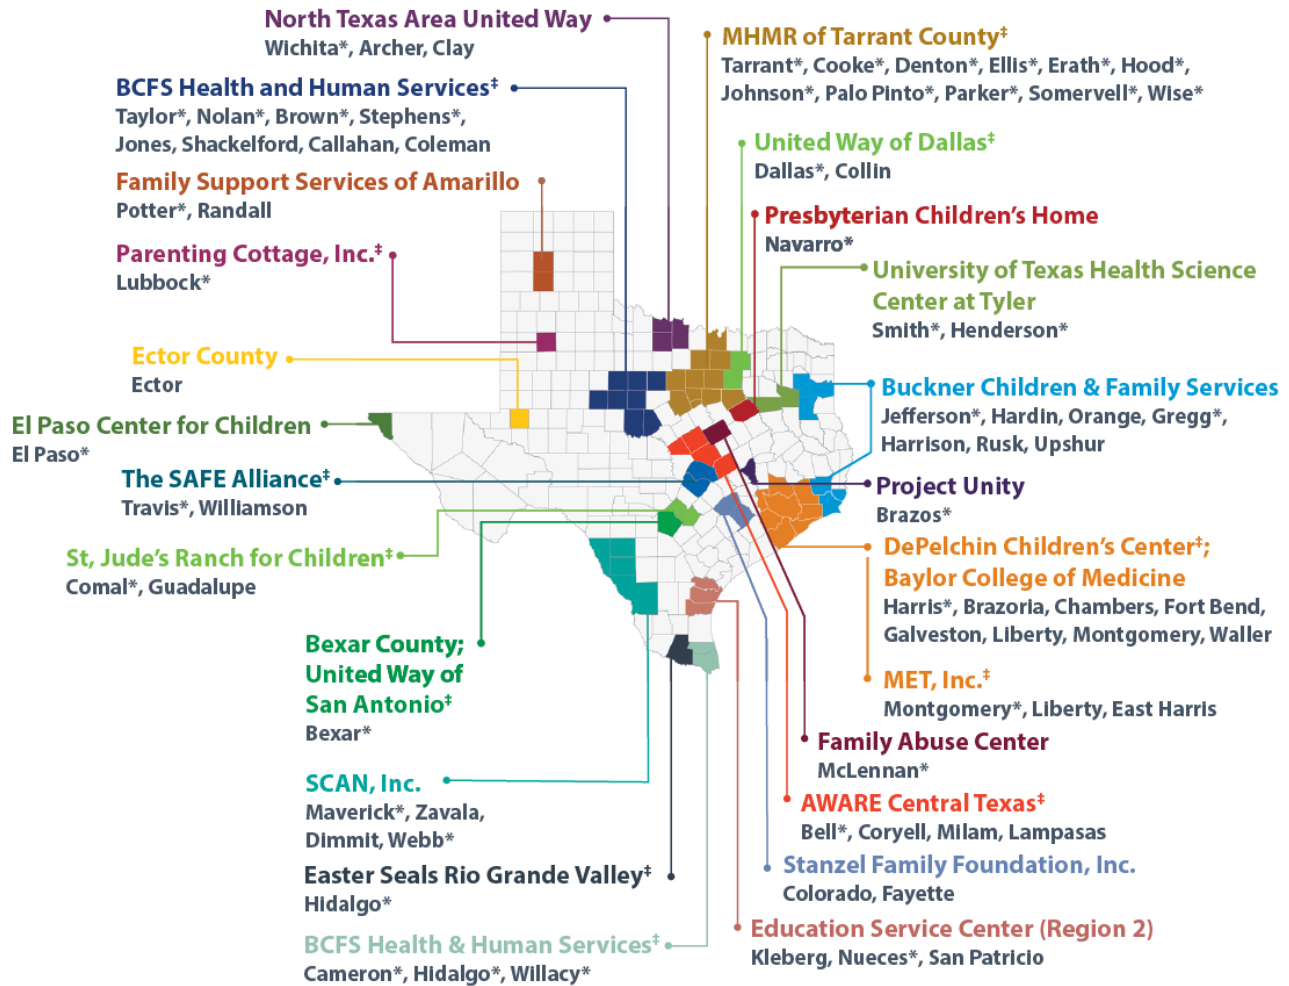 North Texas Area United Way
Wichita*, Archer, Clay
BCFS Health and Human Services‡
Taylor*, Nolan*, Brown*, Stephens*,
Jones, Shackelford, Callahan, Coleman
Family Support Services of Amarillo
Potter*, Randall
Parenting Cottage, Inc.‡
Lubbock*
Ector County
Ector
El Paso Center for Children
El Paso*
The SAFE Alliance‡
Travis*, Williamson
St, Jude's Ranch for Children‡
Comal*, Guadalupe
Bexar County;
United Way of
San Antonio‡
Bexar*
SCAN, Inc.
Maverick*, Zavala,
Dimmit, Webb*
Easter Seals Rio Grande Valley‡
Hidalgo*
BCFS Health & Human Services‡
Cameron*, Hidalgo*, Willacy*
MHMR of Tarrant County‡
Tarrant*, Cooke*, Denton*, Ellis*, Erath*, Hood*,
Johnson*, Palo Pinto*, Parker*, Somervell*, Wise*
United Way of Dallas‡
Dallas*, Collin
Presbyterian Children's Home
Navarro*
University of Texas Health Science
Center at Tyler
Smith*, Henderson*
Buckner Children & Family Services
Jefferson*, Hardin, Orange, Gregg*,
Harrison, Rusk, Upshur
Project Unity
Brazos*
DePelchin Children's Center‡;
Baylor College of Medicine
Harris*, Brazoria, Chambers, Fort Bend,
Galveston, Liberty, Montgomery, Waller
MET, Inc.‡
Montgomery*, Liberty, East Harris
Family Abuse Center
McLennan*
AWARE Central Texas‡
Bell*, Coryell, Milam, Lampasas
Stanzel Family Foundation, Inc.
Colorado, Fayette
Education Service Center (Region 2)
Kleberg, Nueces*, San Patricio